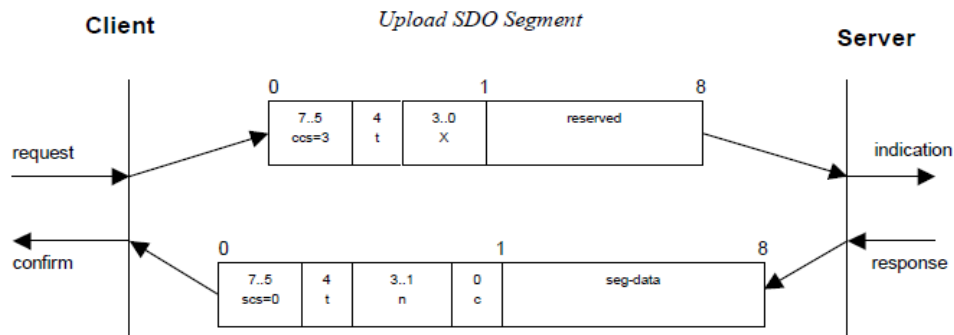 Upload SDO Segment
Client
Server
0 1 8
7..5 4 3..0 reserved
ccs=3 t X
request
indication
confirm
response
0 1 8
7..5 4 3..1 0 seg-data
scs=0 t n c